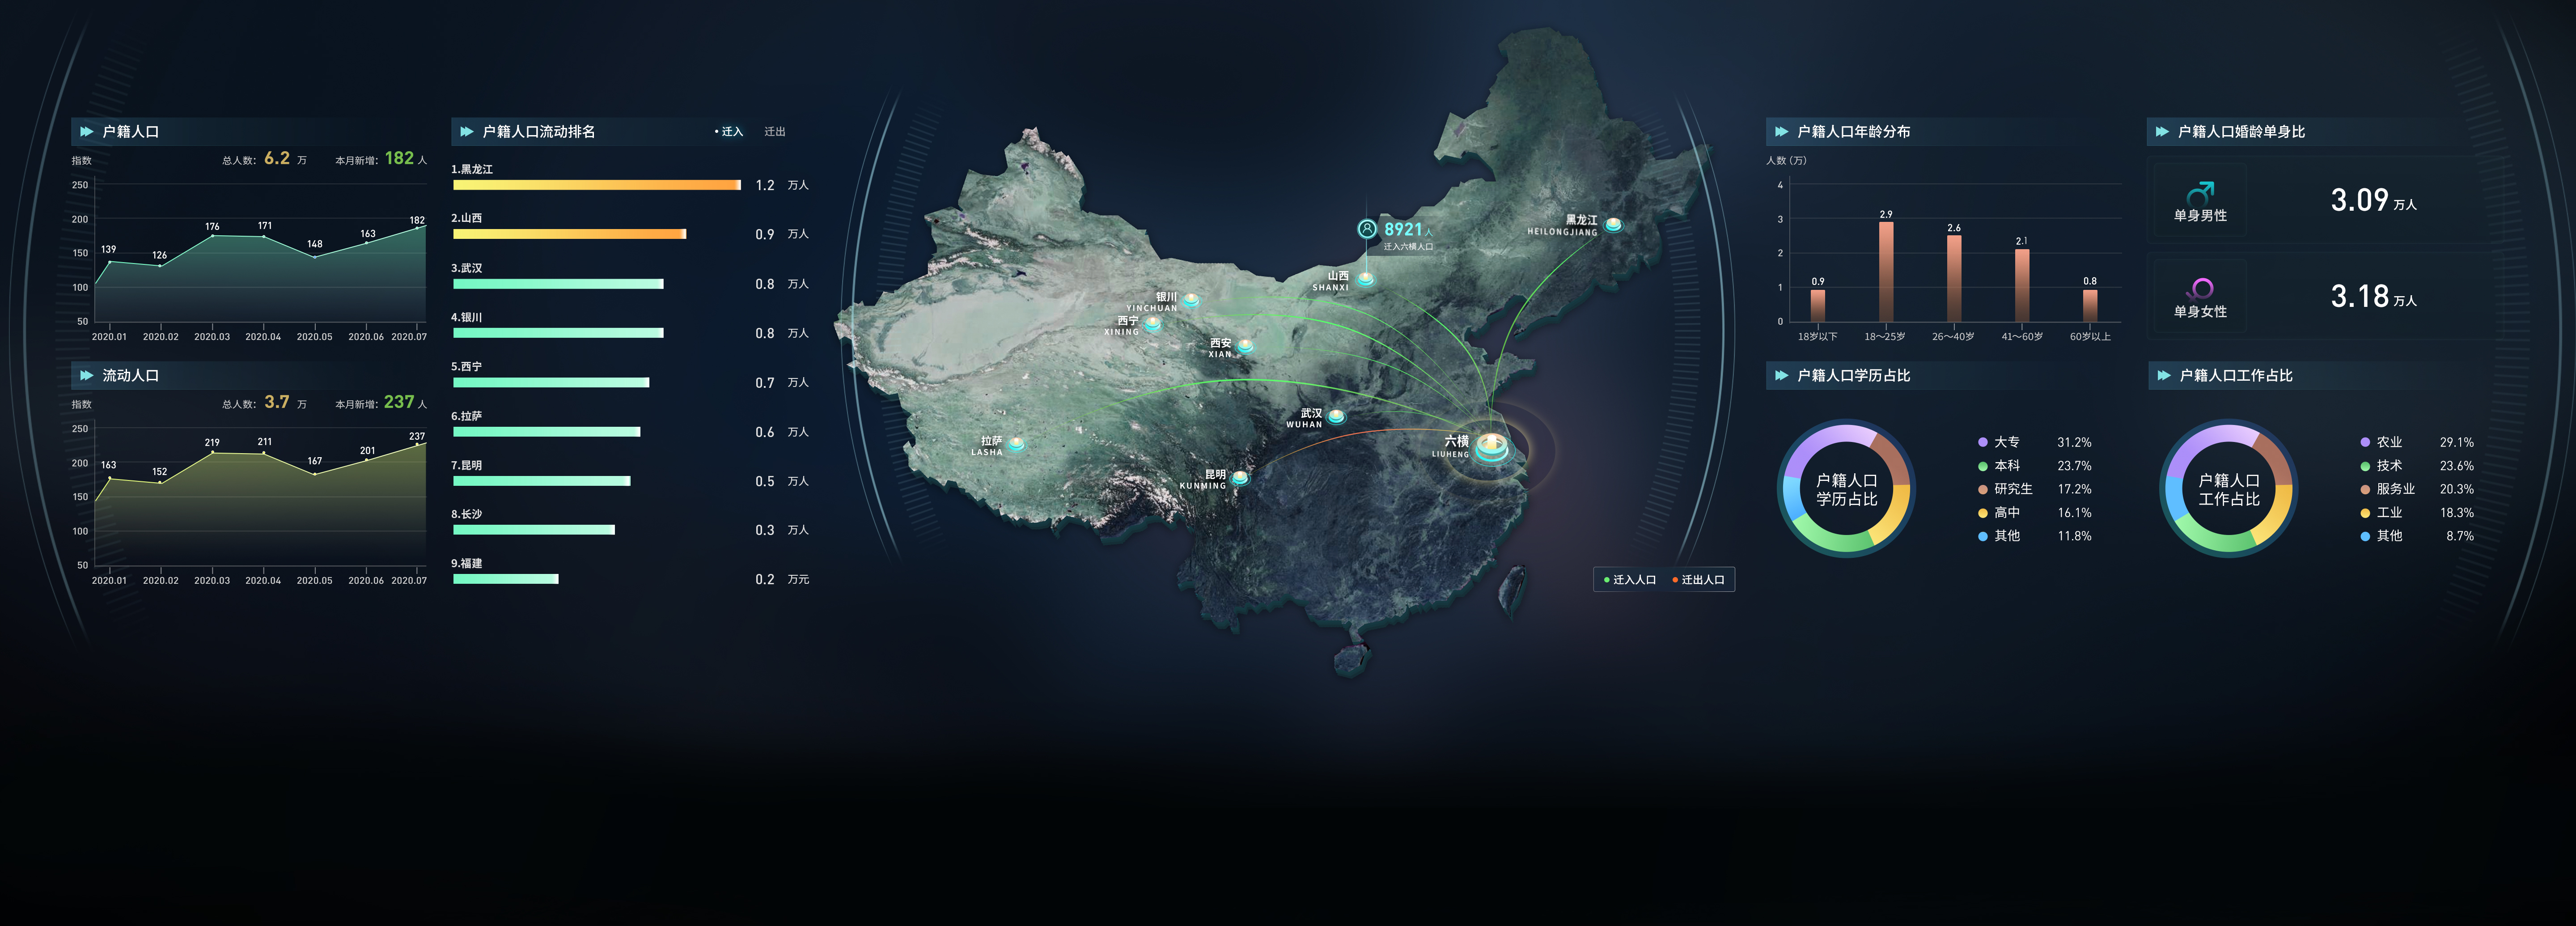 户籍人口
指数 总人数: 6.2 万 本月新增: 182 人
250
200
150
100
50
139 126 176 171 148 163 182
2020.01 2020.02 2020.03 2020.04 2020.05 2020.06 2020.07
流动人口
指数 总人数: 3.7 万 本月新增: 237 人
250
200
150
100
50
163 152 219 211 167 201 237
2020.01 2020.02 2020.03 2020.04 2020.05 2020.06 2020.07
户籍人口流动排名 • 迁入 迁出
1.黑龙江
1.2 万人
2.山西
0.9 万人
3.武汉
0.8 万人
4.银川
0.8 万人
5.西宁
0.7 万人
6.拉萨
0.6 万人
7.昆明
0.5 万人
8.长沙
0.3 万人
9.福建
0.2 万元
8921人
迁入六横人口
黑龙江
HEILONGJIANG
山西
SHANXI
银川
YINCHUAN
西宁
XINING
西安
XIAN
武汉
WUHAN
拉萨
LASHA
六横
LIUHENG
昆明
KUNMING
迁入人口 迁出人口
户籍人口年龄分布
人数 (万)
4
3
2
1
0
0.9 2.9 2.6 2.1 0.8
18岁以下 18～25岁 26～40岁 41～60岁 60岁以上
户籍人口婚龄单身比
单身男性 3.09 万人
单身女性 3.18 万人
户籍人口学历占比
户籍人口
学历占比
大专 31.2%
本科 23.7%
研究生 17.2%
高中 16.1%
其他 11.8%
户籍人口工作占比
户籍人口
工作占比
农业 29.1%
技术 23.6%
服务业 20.3%
工业 18.3%
其他 8.7%